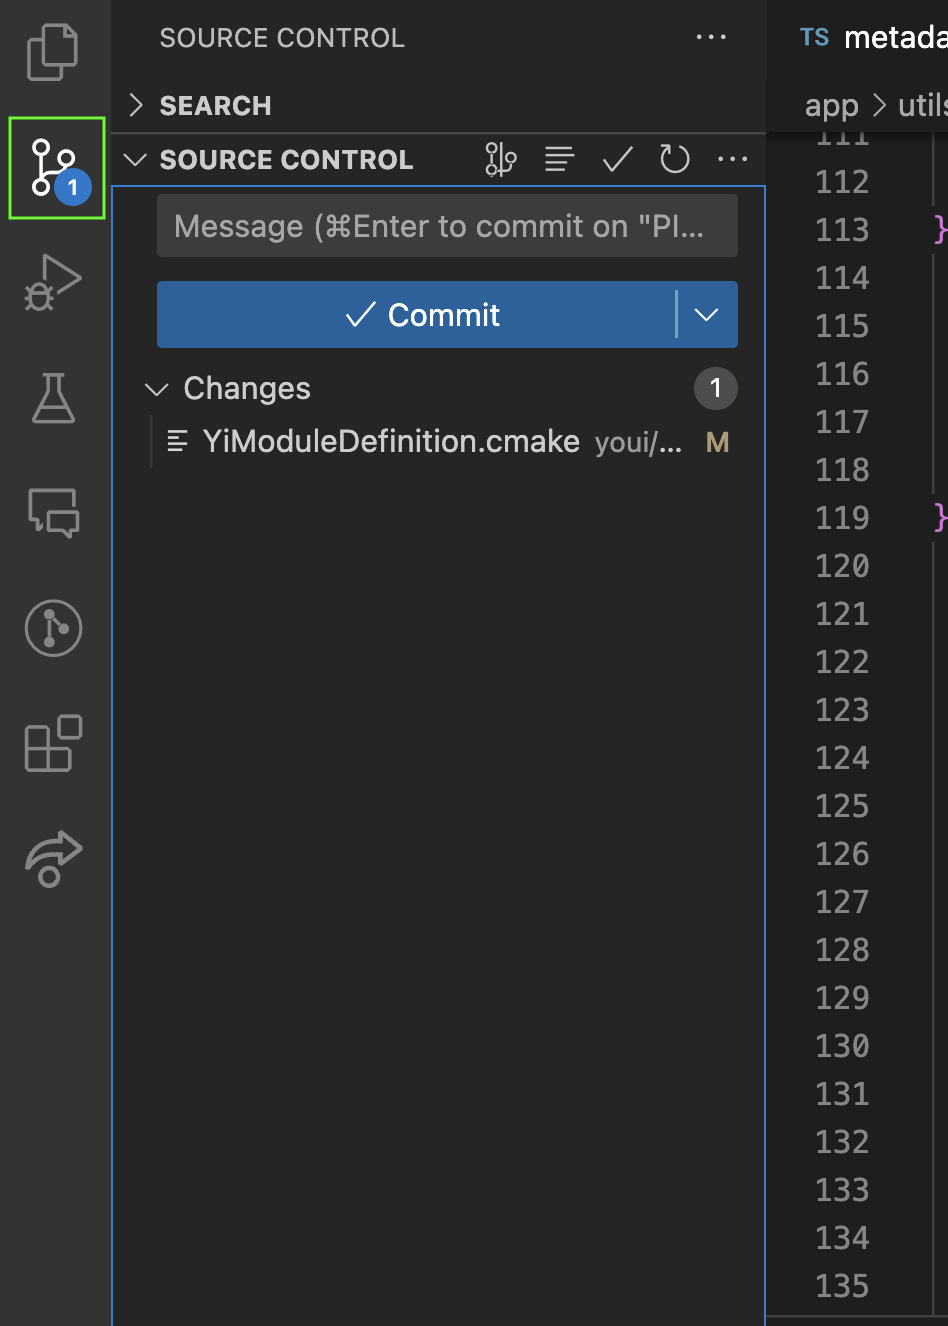 SOURCE CONTROL
SEARCH
SOURCE CONTROL
Message (⌘Enter to commit on "Pl...
Commit
Changes 1
YiModuleDefinition.cmake youi/... M
1
TS metada
app > utils
111
112
113 }
114
115
116
117
118
119 }
120
121
122
123
124
125
126
127
128
129
130
131
132
133
134
135